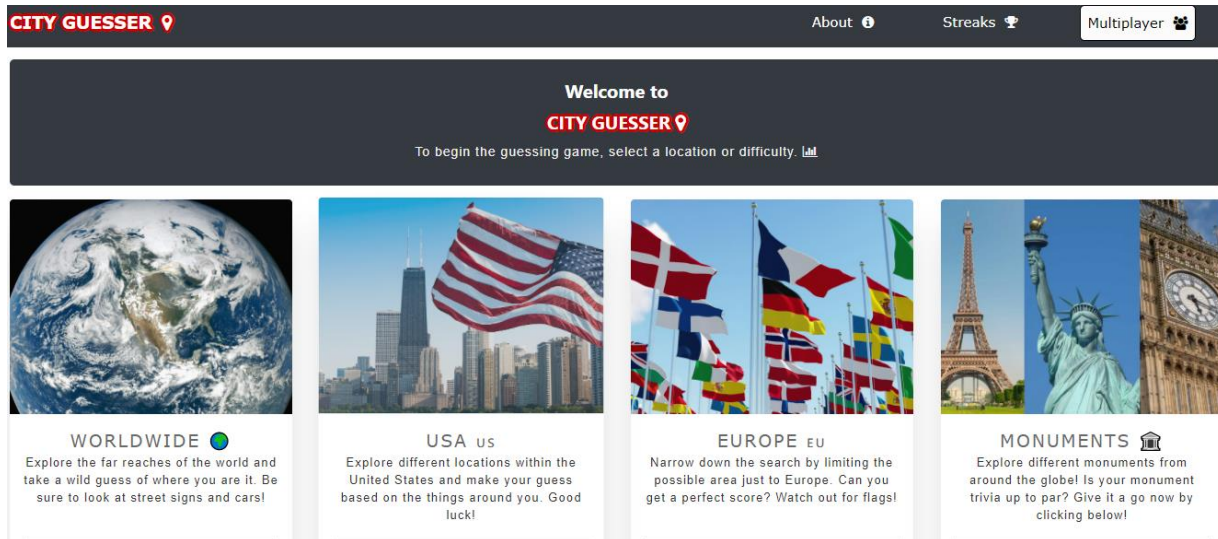 CITY GUESSER
About
Streaks
Multiplayer
Welcome to
CITY GUESSER
To begin the guessing game, select a location or difficulty.
WORLDWIDE
Explore the far reaches of the world and
take a wild guess of where you are it. Be
sure to look at street signs and cars!
USA US
Explore different locations within the
United States and make your guess
based on the things around you. Good
luck!
EUROPE EU
Narrow down the search by limiting the
possible area just to Europe. Can you
get a perfect score? Watch out for flags!
MONUMENTS
Explore different monuments from
around the globe! Is your monument
trivia up to par? Give it a go now by
clicking below!